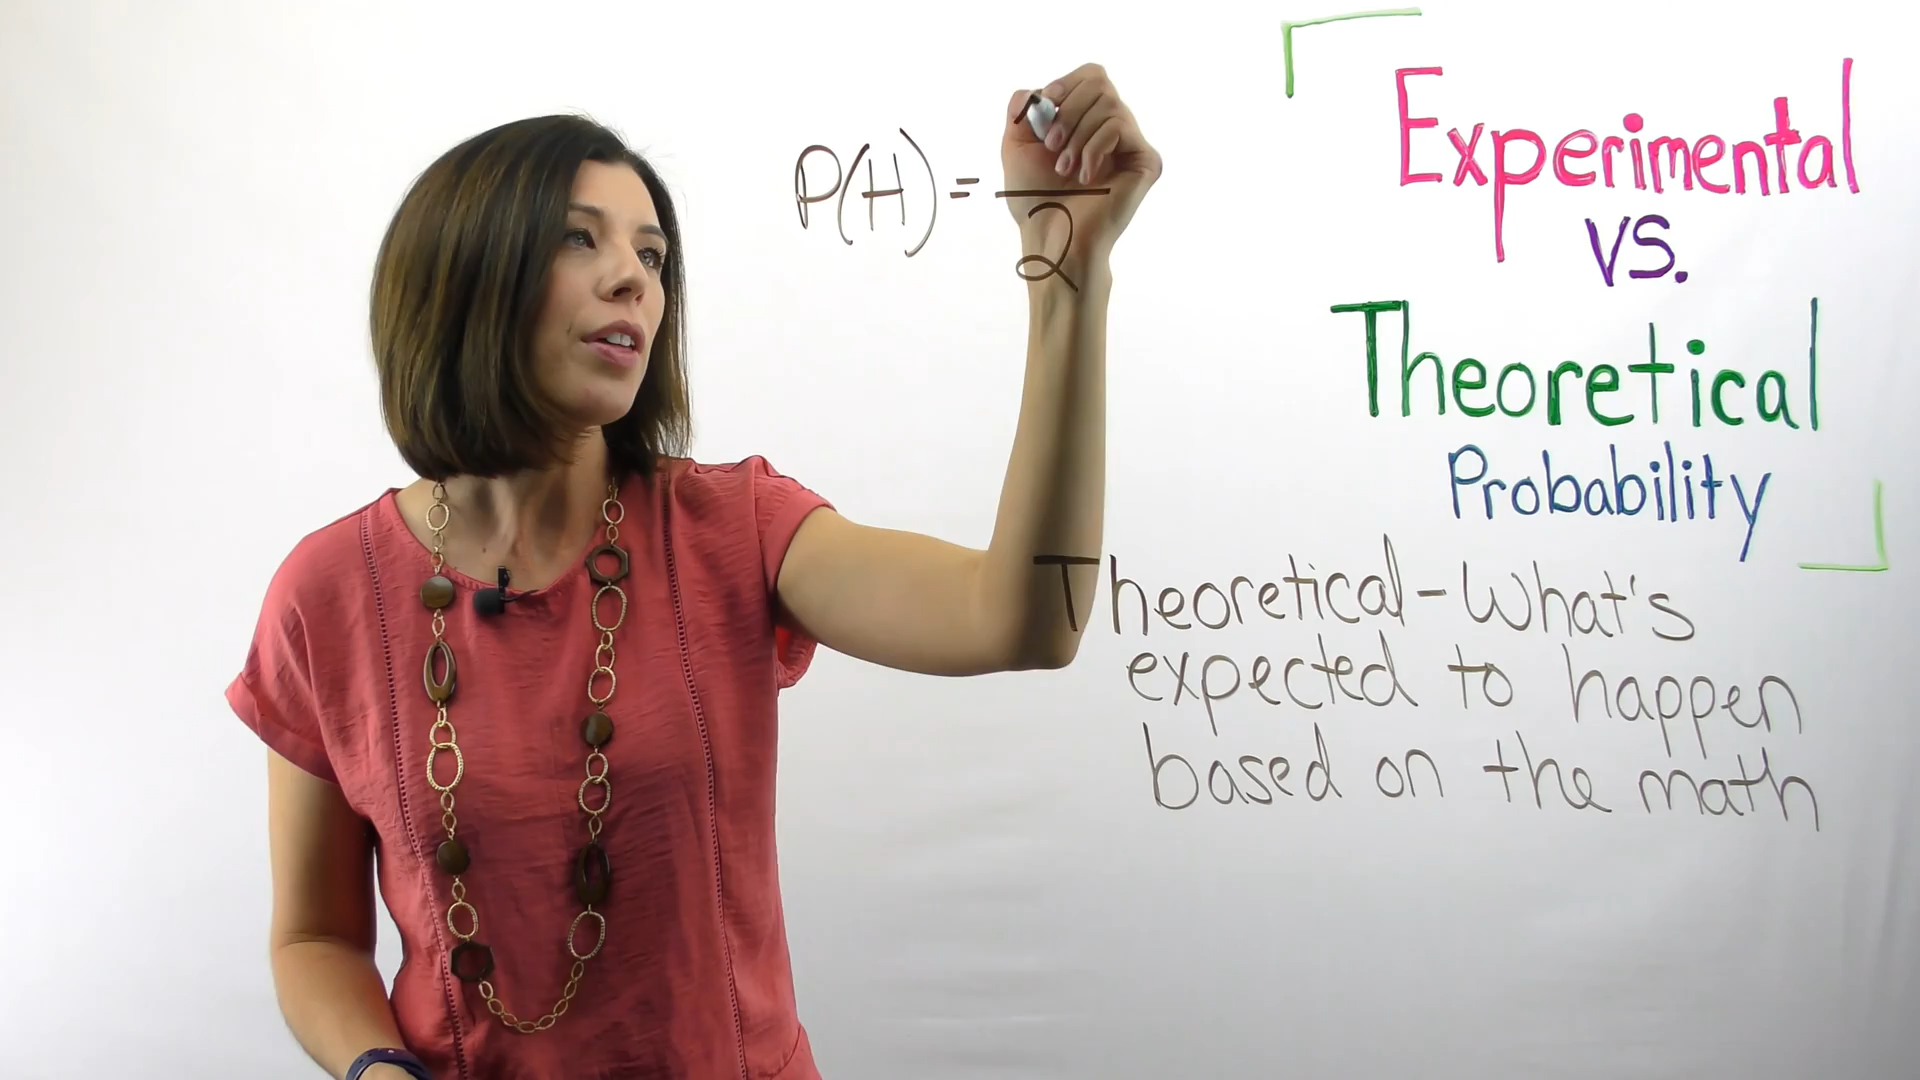 P(H) = /2
Experimental
vs.
Theoretical
Probability
Theoretical - What's
expected to happen
based on the math